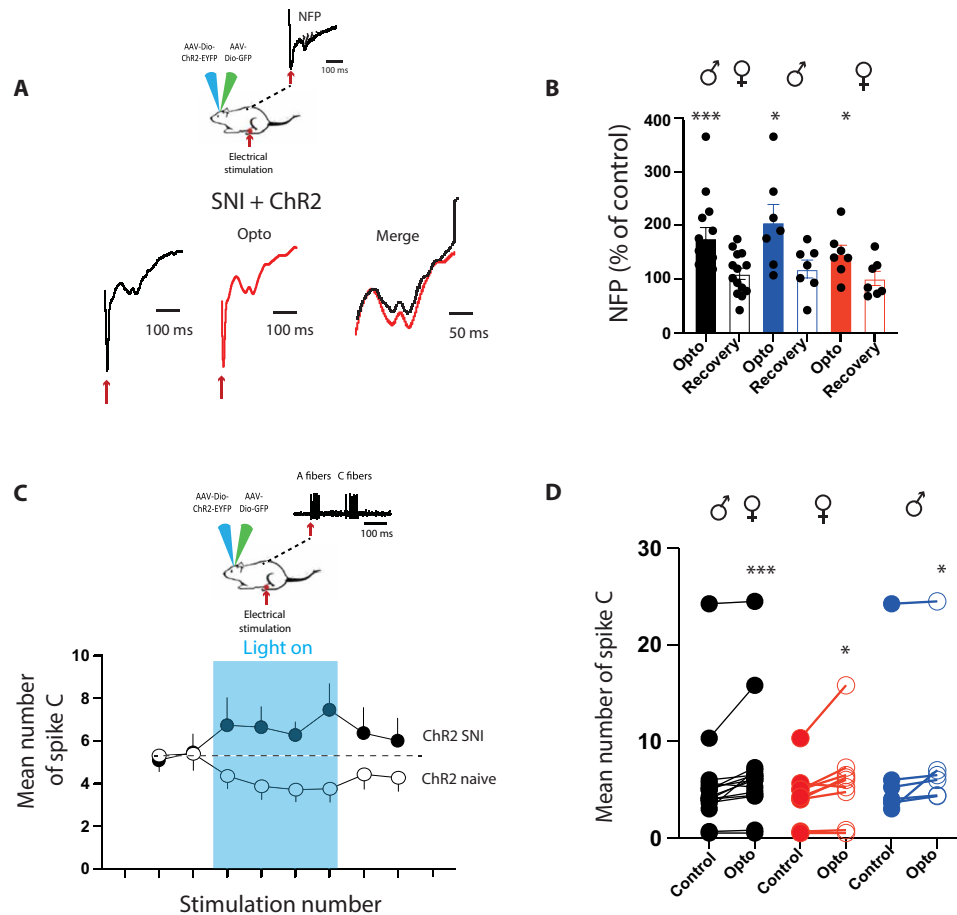 A
NFP
AAV-Dio-
ChR2-EYFP
AAV-
Dio-GFP
100 ms
Electrical
stimulation
SNI + ChR2
Opto
Merge
100 ms
100 ms
50 ms
B
♂ ♀ ♂ ♀
*** * *
NFP (% of control)
400
300
200
100
0
Opto
Recovery
Opto
Recovery
Opto
Recovery
C
A fibers C fibers
AAV-Dio-
ChR2-EYFP
AAV-
Dio-GFP
100 ms
Electrical
stimulation
Light on
Mean number
of spike C
10
8
6
4
2
0
ChR2 SNI
ChR2 naive
Stimulation number
D
♂ ♀ ♀ ♂
*** * *
Mean number of spike C
30
20
10
0
Control
Opto
Control
Opto
Control
Opto